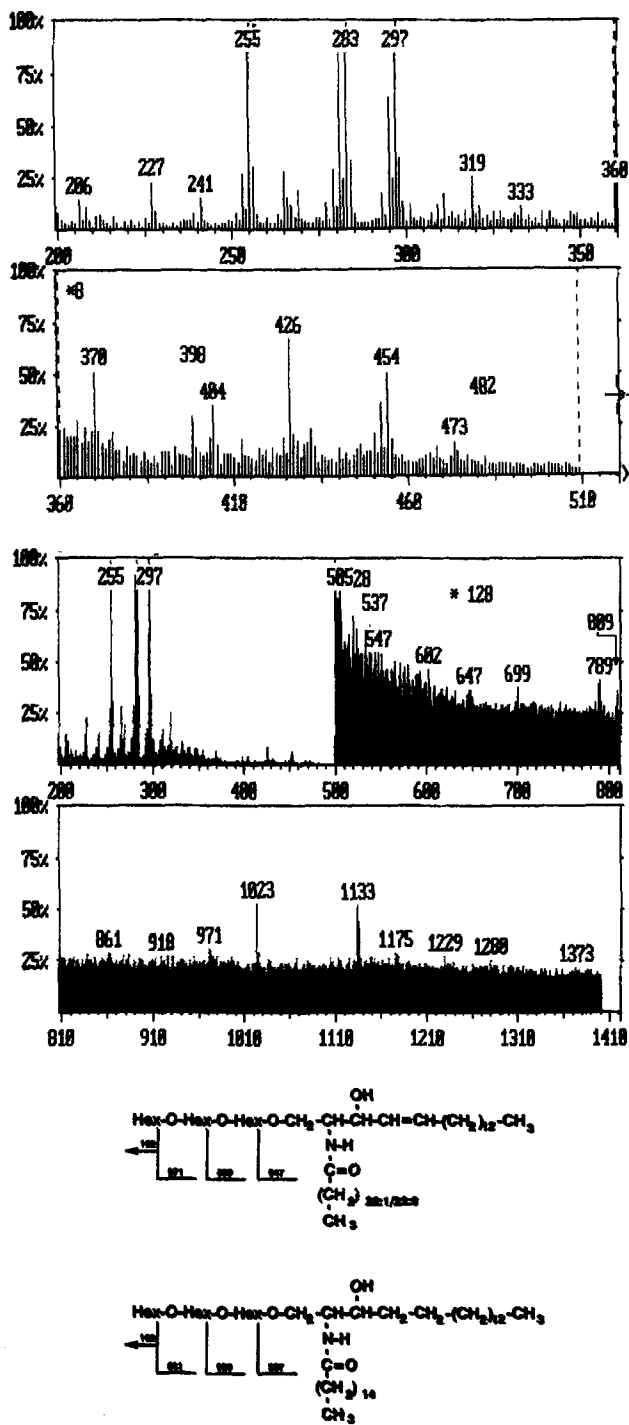 100%
255 283 297
75%
50%
25%
206 227 241 319 333 360
200 250 300 350
100%
*8
75%
426
370 398 404 454 482
50%
25%
473
360 410 460 510
100%
255 297 505 528
* 128
75%
537
809
547
50%
602 647 699 789
25%
200 300 400 500 600 700 800
100%
75%
50%
1023 1133
25%
861 910 971 1175 1229 1280 1373
810 910 1010 1110 1210 1310 1410
OH
Hex-O-Hex-O-Hex-O-CH2-CH-CH-CH=CH-(CH2)12-CH3
N-H
C=O
(CH2)
CH3
OH
Hex-O-Hex-O-Hex-O-CH2-CH-CH-CH2-CH2-(CH2)12-CH3
N-H
C=O
(CH2)14
CH3